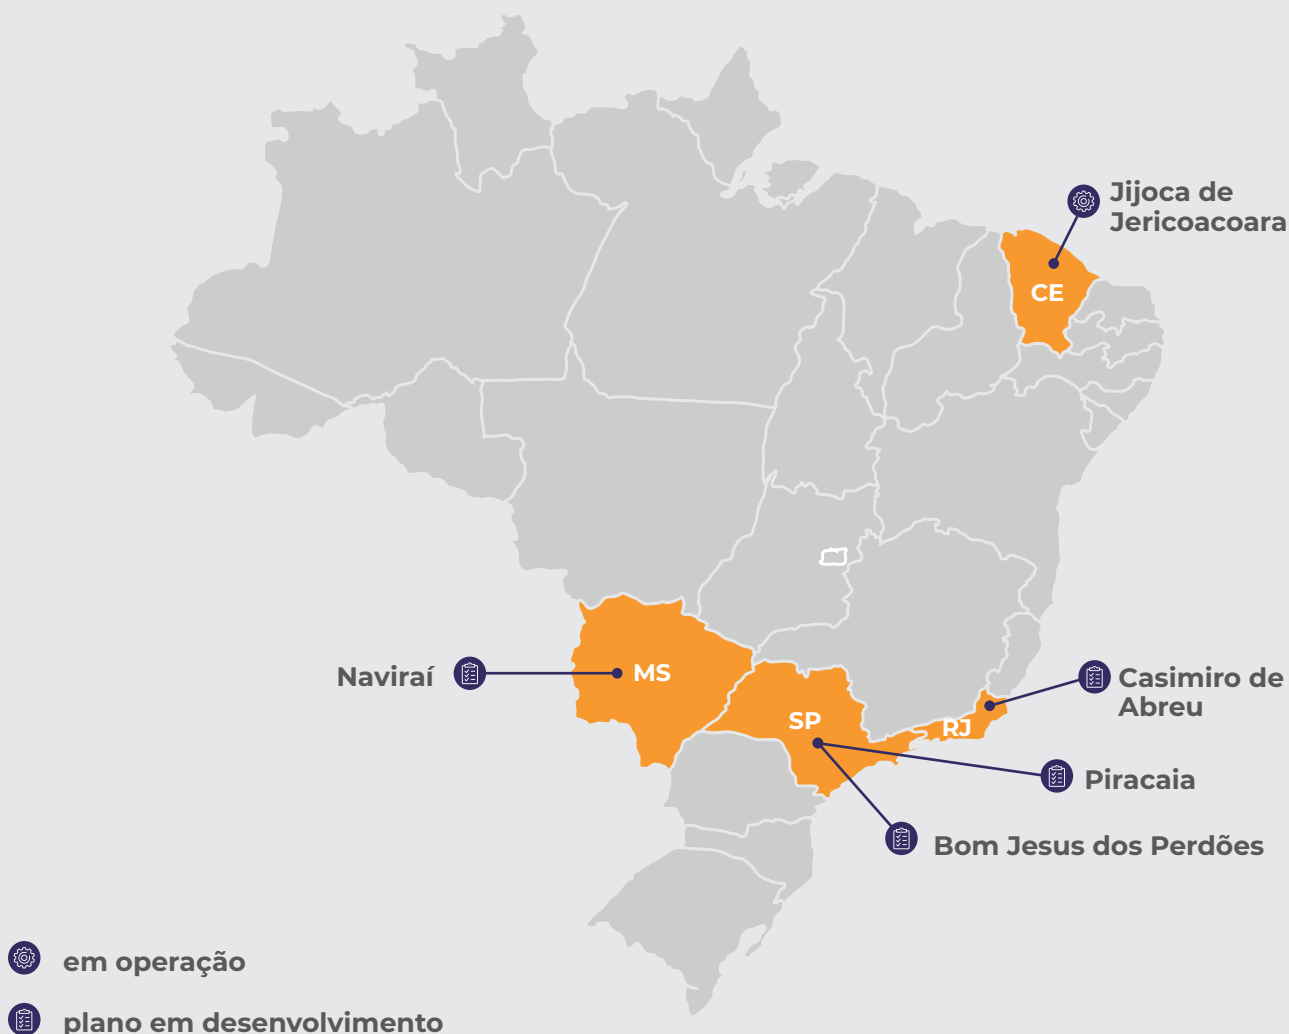 Jijoca de
Jericoacoara
CE
Naviraí
MS
Casimiro de
Abreu
SP
RJ
Piracaia
Bom Jesus dos Perdões
em operação
plano em desenvolvimento